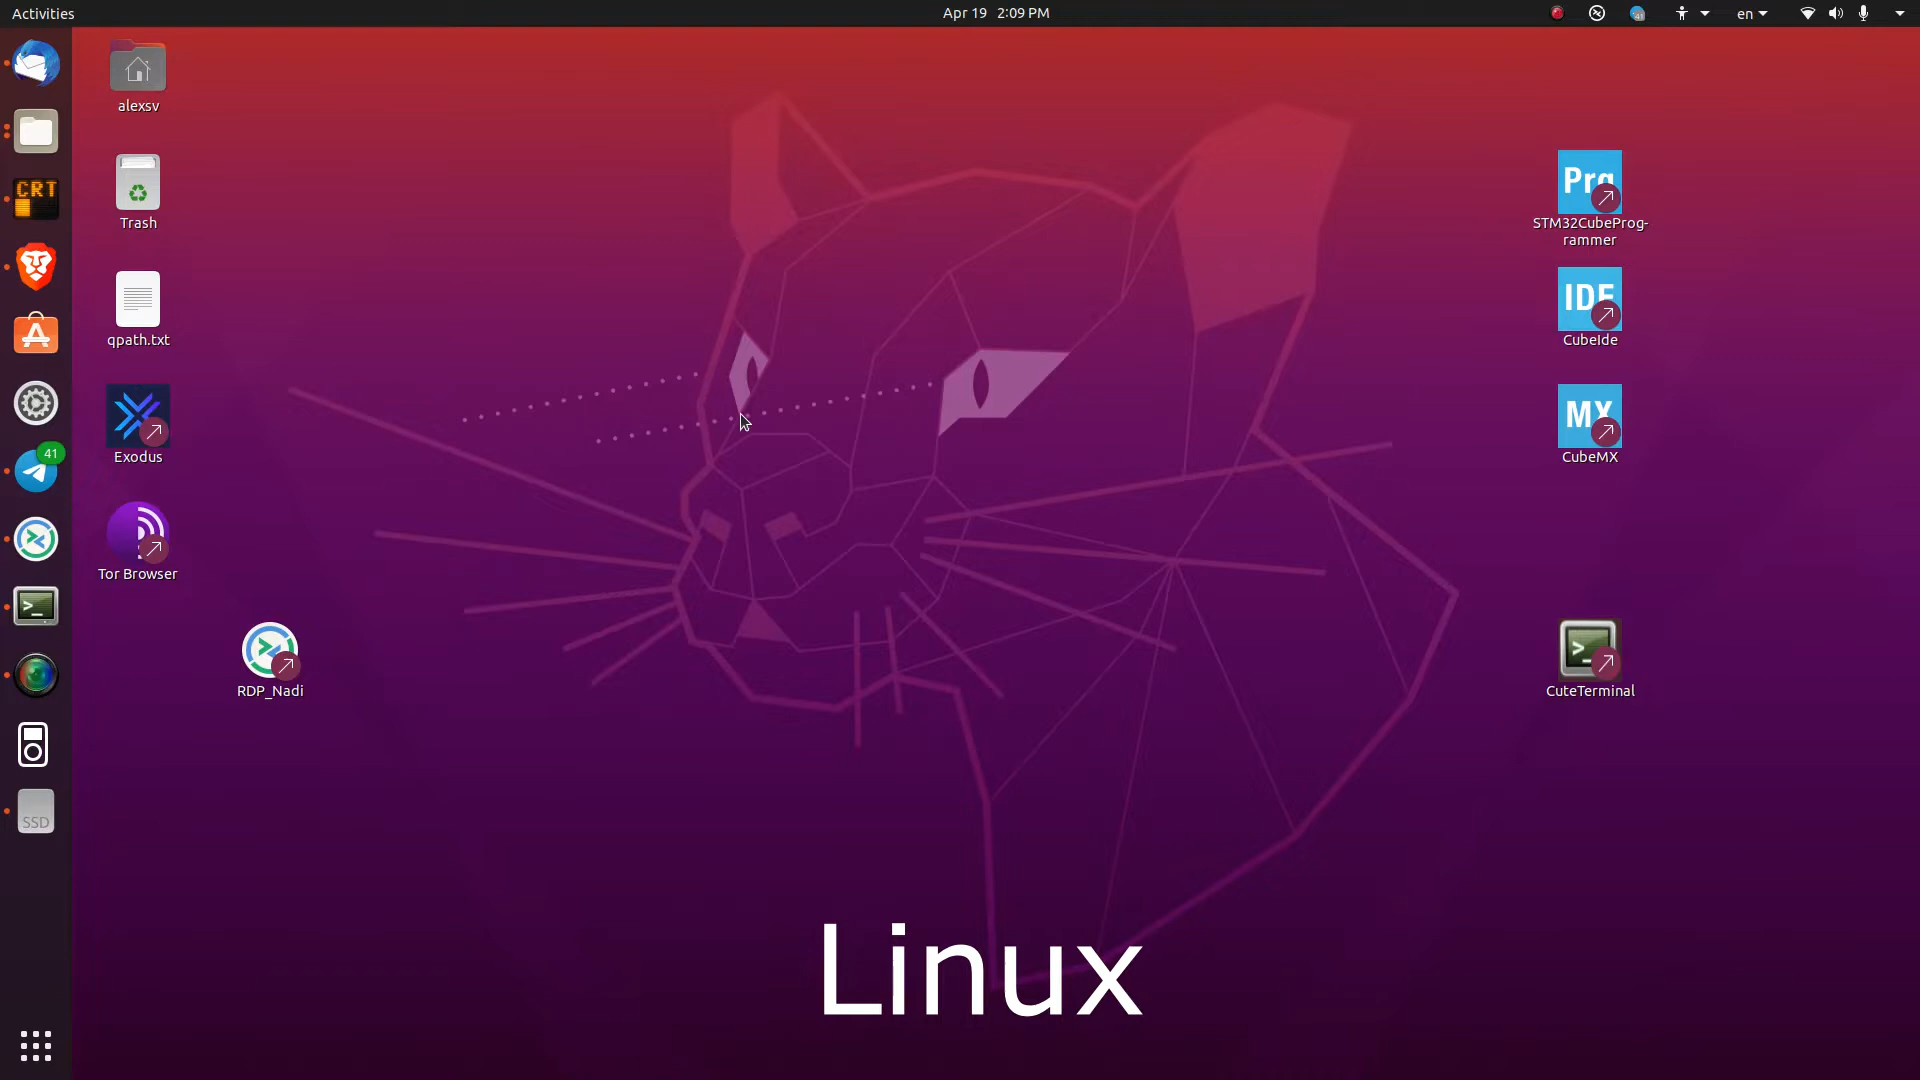 Activities
Apr 19 2:09 PM
en
alexsv
Trash
qpath.txt
Exodus
Tor Browser
RDP_Nadi
CRT
41
SSD
Prg
STM32CubeProg-
rammer
IDE
CubeIde
MX
CubeMX
>_
CuteTerminal
Linux